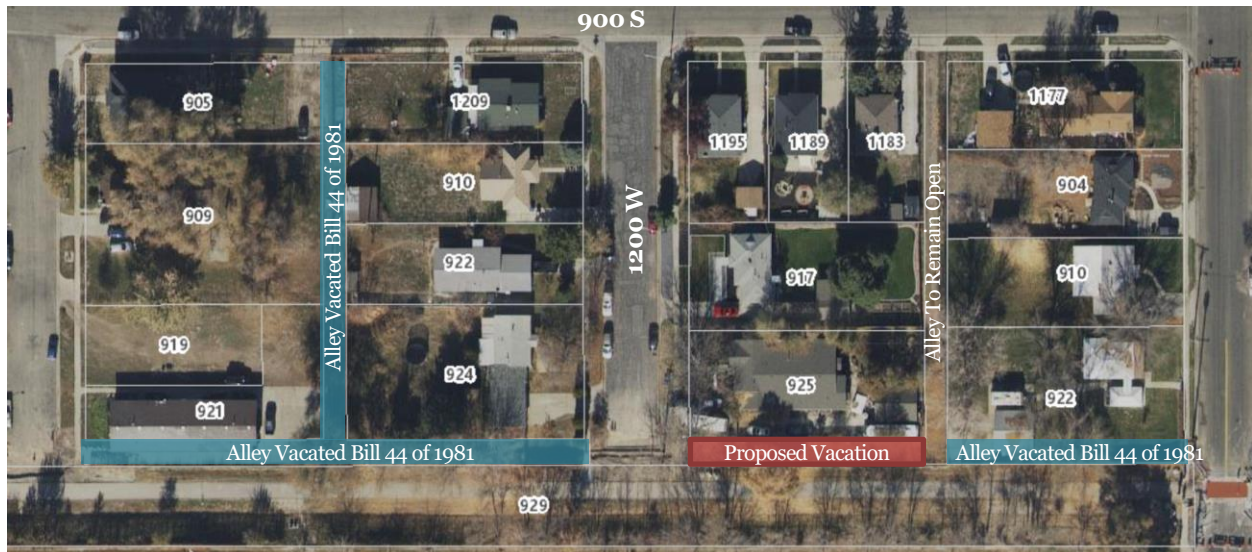 900 S
905
1209
1195
1189
1183
1177
Alley Vacated Bill 44 of 1981
910
904
909
1200 W
922
917
910
Alley To Remain Open
919
924
925
922
921
Alley Vacated Bill 44 of 1981
Proposed Vacation
Alley Vacated Bill 44 of 1981
929